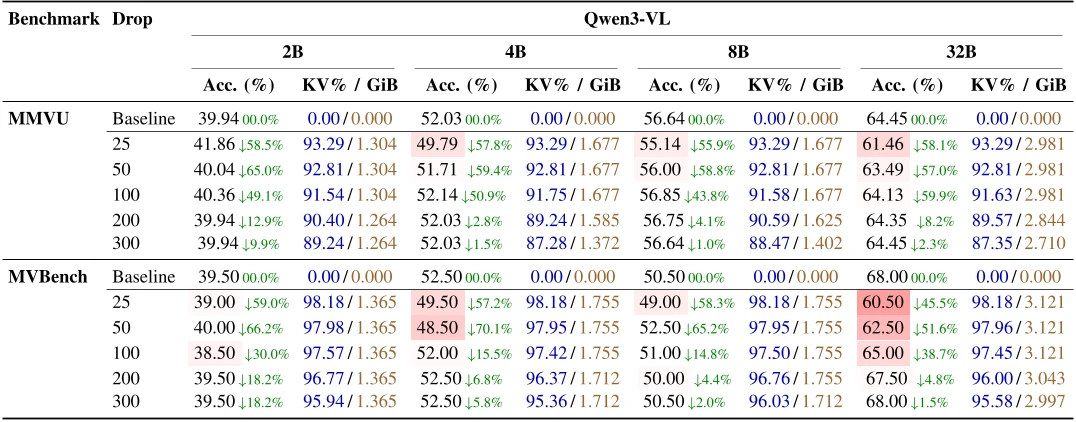 Benchmark Drop Qwen3-VL
2B 4B 8B 32B
Acc. (%) KV% / GiB Acc. (%) KV% / GiB Acc. (%) KV% / GiB Acc. (%) KV% / GiB
MMVU Baseline 39.94 00.0% 0.00 / 0.000 52.03 00.0% 0.00 / 0.000 56.64 00.0% 0.00 / 0.000 64.45 00.0% 0.00 / 0.000
25 41.86 ↓58.5% 93.29 / 1.304 49.79 ↓57.8% 93.29 / 1.677 55.14 ↓55.9% 93.29 / 1.677 61.46 ↓58.1% 93.29 / 2.981
50 40.04 ↓65.0% 92.81 / 1.304 51.71 ↓59.4% 92.81 / 1.677 56.00 ↓58.8% 92.81 / 1.677 63.49 ↓57.0% 92.81 / 2.981
100 40.36 ↓49.1% 91.54 / 1.304 52.14 ↓50.9% 91.75 / 1.677 56.85 ↓43.8% 91.58 / 1.677 64.13 ↓59.9% 91.63 / 2.981
200 39.94 ↓12.9% 90.40 / 1.264 52.03 ↓2.8% 89.24 / 1.585 56.75 ↓4.1% 90.59 / 1.625 64.35 ↓8.2% 89.57 / 2.844
300 39.94 ↓9.9% 89.24 / 1.264 52.03 ↓1.5% 87.28 / 1.372 56.64 ↓1.0% 88.47 / 1.402 64.45 ↓2.3% 87.35 / 2.710
MVBench Baseline 39.50 00.0% 0.00 / 0.000 52.50 00.0% 0.00 / 0.000 50.50 00.0% 0.00 / 0.000 68.00 00.0% 0.00 / 0.000
25 39.00 ↓59.0% 98.18 / 1.365 49.50 ↓57.2% 98.18 / 1.755 49.00 ↓58.3% 98.18 / 1.755 60.50 ↓45.5% 98.18 / 3.121
50 40.00 ↓66.2% 97.98 / 1.365 48.50 ↓70.1% 97.95 / 1.755 52.50 ↓65.2% 97.95 / 1.755 62.50 ↓51.6% 97.96 / 3.121
100 38.50 ↓30.0% 97.57 / 1.365 52.00 ↓15.5% 97.42 / 1.755 51.00 ↓14.8% 97.50 / 1.755 65.00 ↓38.7% 97.45 / 3.121
200 39.50 ↓18.2% 96.77 / 1.365 52.50 ↓6.8% 96.37 / 1.712 50.00 ↓4.4% 96.76 / 1.755 67.50 ↓4.8% 96.00 / 3.043
300 39.50 ↓18.2% 95.94 / 1.365 52.50 ↓5.8% 95.36 / 1.712 50.50 ↓2.0% 96.03 / 1.712 68.00 ↓1.5% 95.58 / 2.997